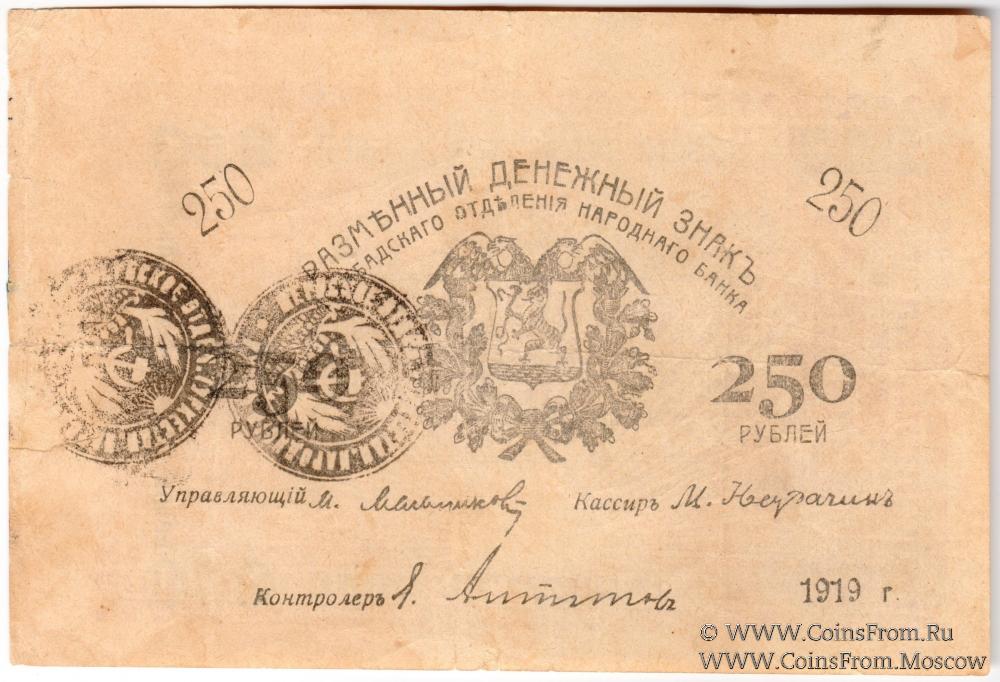 250
250
РАЗМѢННЫЙ ДЕНЕЖНЫЙ ЗНАКЪ
ОТДѢЛЕНІЯ НАРОДНАГО БАНКА
250
РУБЛЕЙ
250
РУБЛЕЙ
Управляющій М.
Кассиръ М.
Контролеръ
1919 г.
© WWW.CoinsFrom.Ru
WWW.CoinsFrom.Moscow